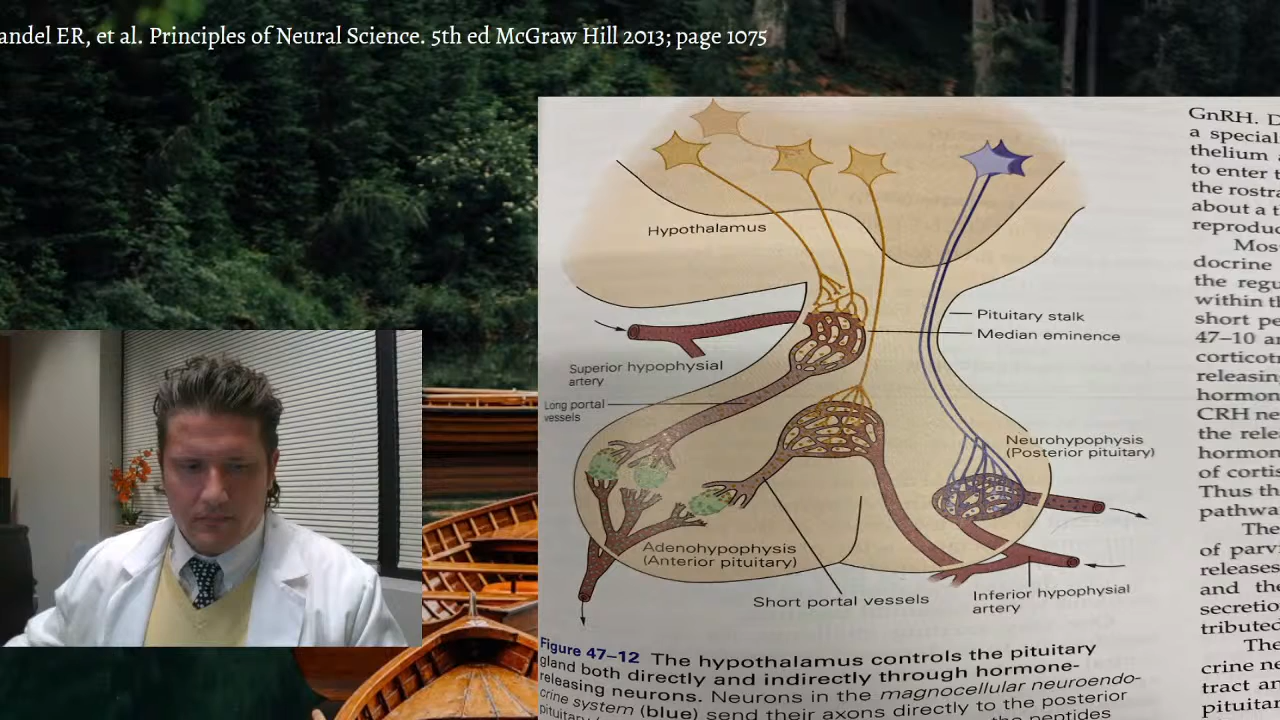 andel ER, et al. Principles of Neural Science. 5th ed McGraw Hill 2013; page 1075
Hypothalamus
Pituitary stalk
Median eminence
Superior hypophysial
artery
Long portal
vessels
Neurohypophysis
(Posterior pituitary)
Adenohypophysis
(Anterior pituitary)
Short portal vessels
Inferior hypophysial
artery
Figure 47–12 The hypothalamus controls the pituitary
gland both directly and indirectly through hormone-
releasing neurons. Neurons in the magnocellular neuroendo-
crine system (blue) send their axons directly to the posterior
the peptides
GnRH. D
a special
thelium
to enter t
the rostra
about a t
reproduc
Mos
docrine
the regu
within th
short pe
47–10 an
corticot
releasing
hormon
CRH ne
the rele
hormon
of cortis
Thus th
pathwa
The
of parv
releases
and the
secretio
tributed
The
crine ne
tract an
pituitar